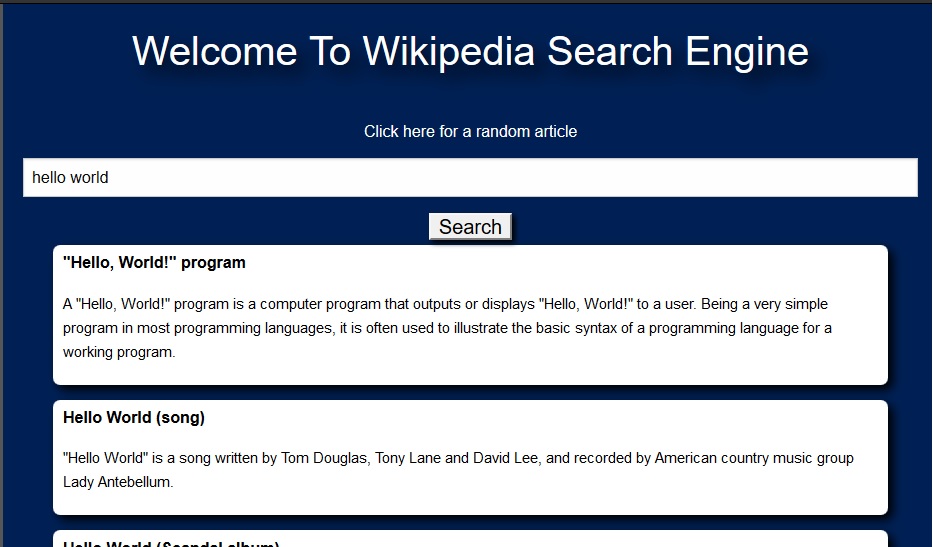 Welcome To Wikipedia Search Engine
Click here for a random article
hello world
Search
"Hello, World!" program
A "Hello, World!" program is a computer program that outputs or displays "Hello, World!" to a user. Being a very simple
program in most programming languages, it is often used to illustrate the basic syntax of a programming language for a
working program.
Hello World (song)
"Hello World" is a song written by Tom Douglas, Tony Lane and David Lee, and recorded by American country music group
Lady Antebellum.
Hello World (Scandal album)